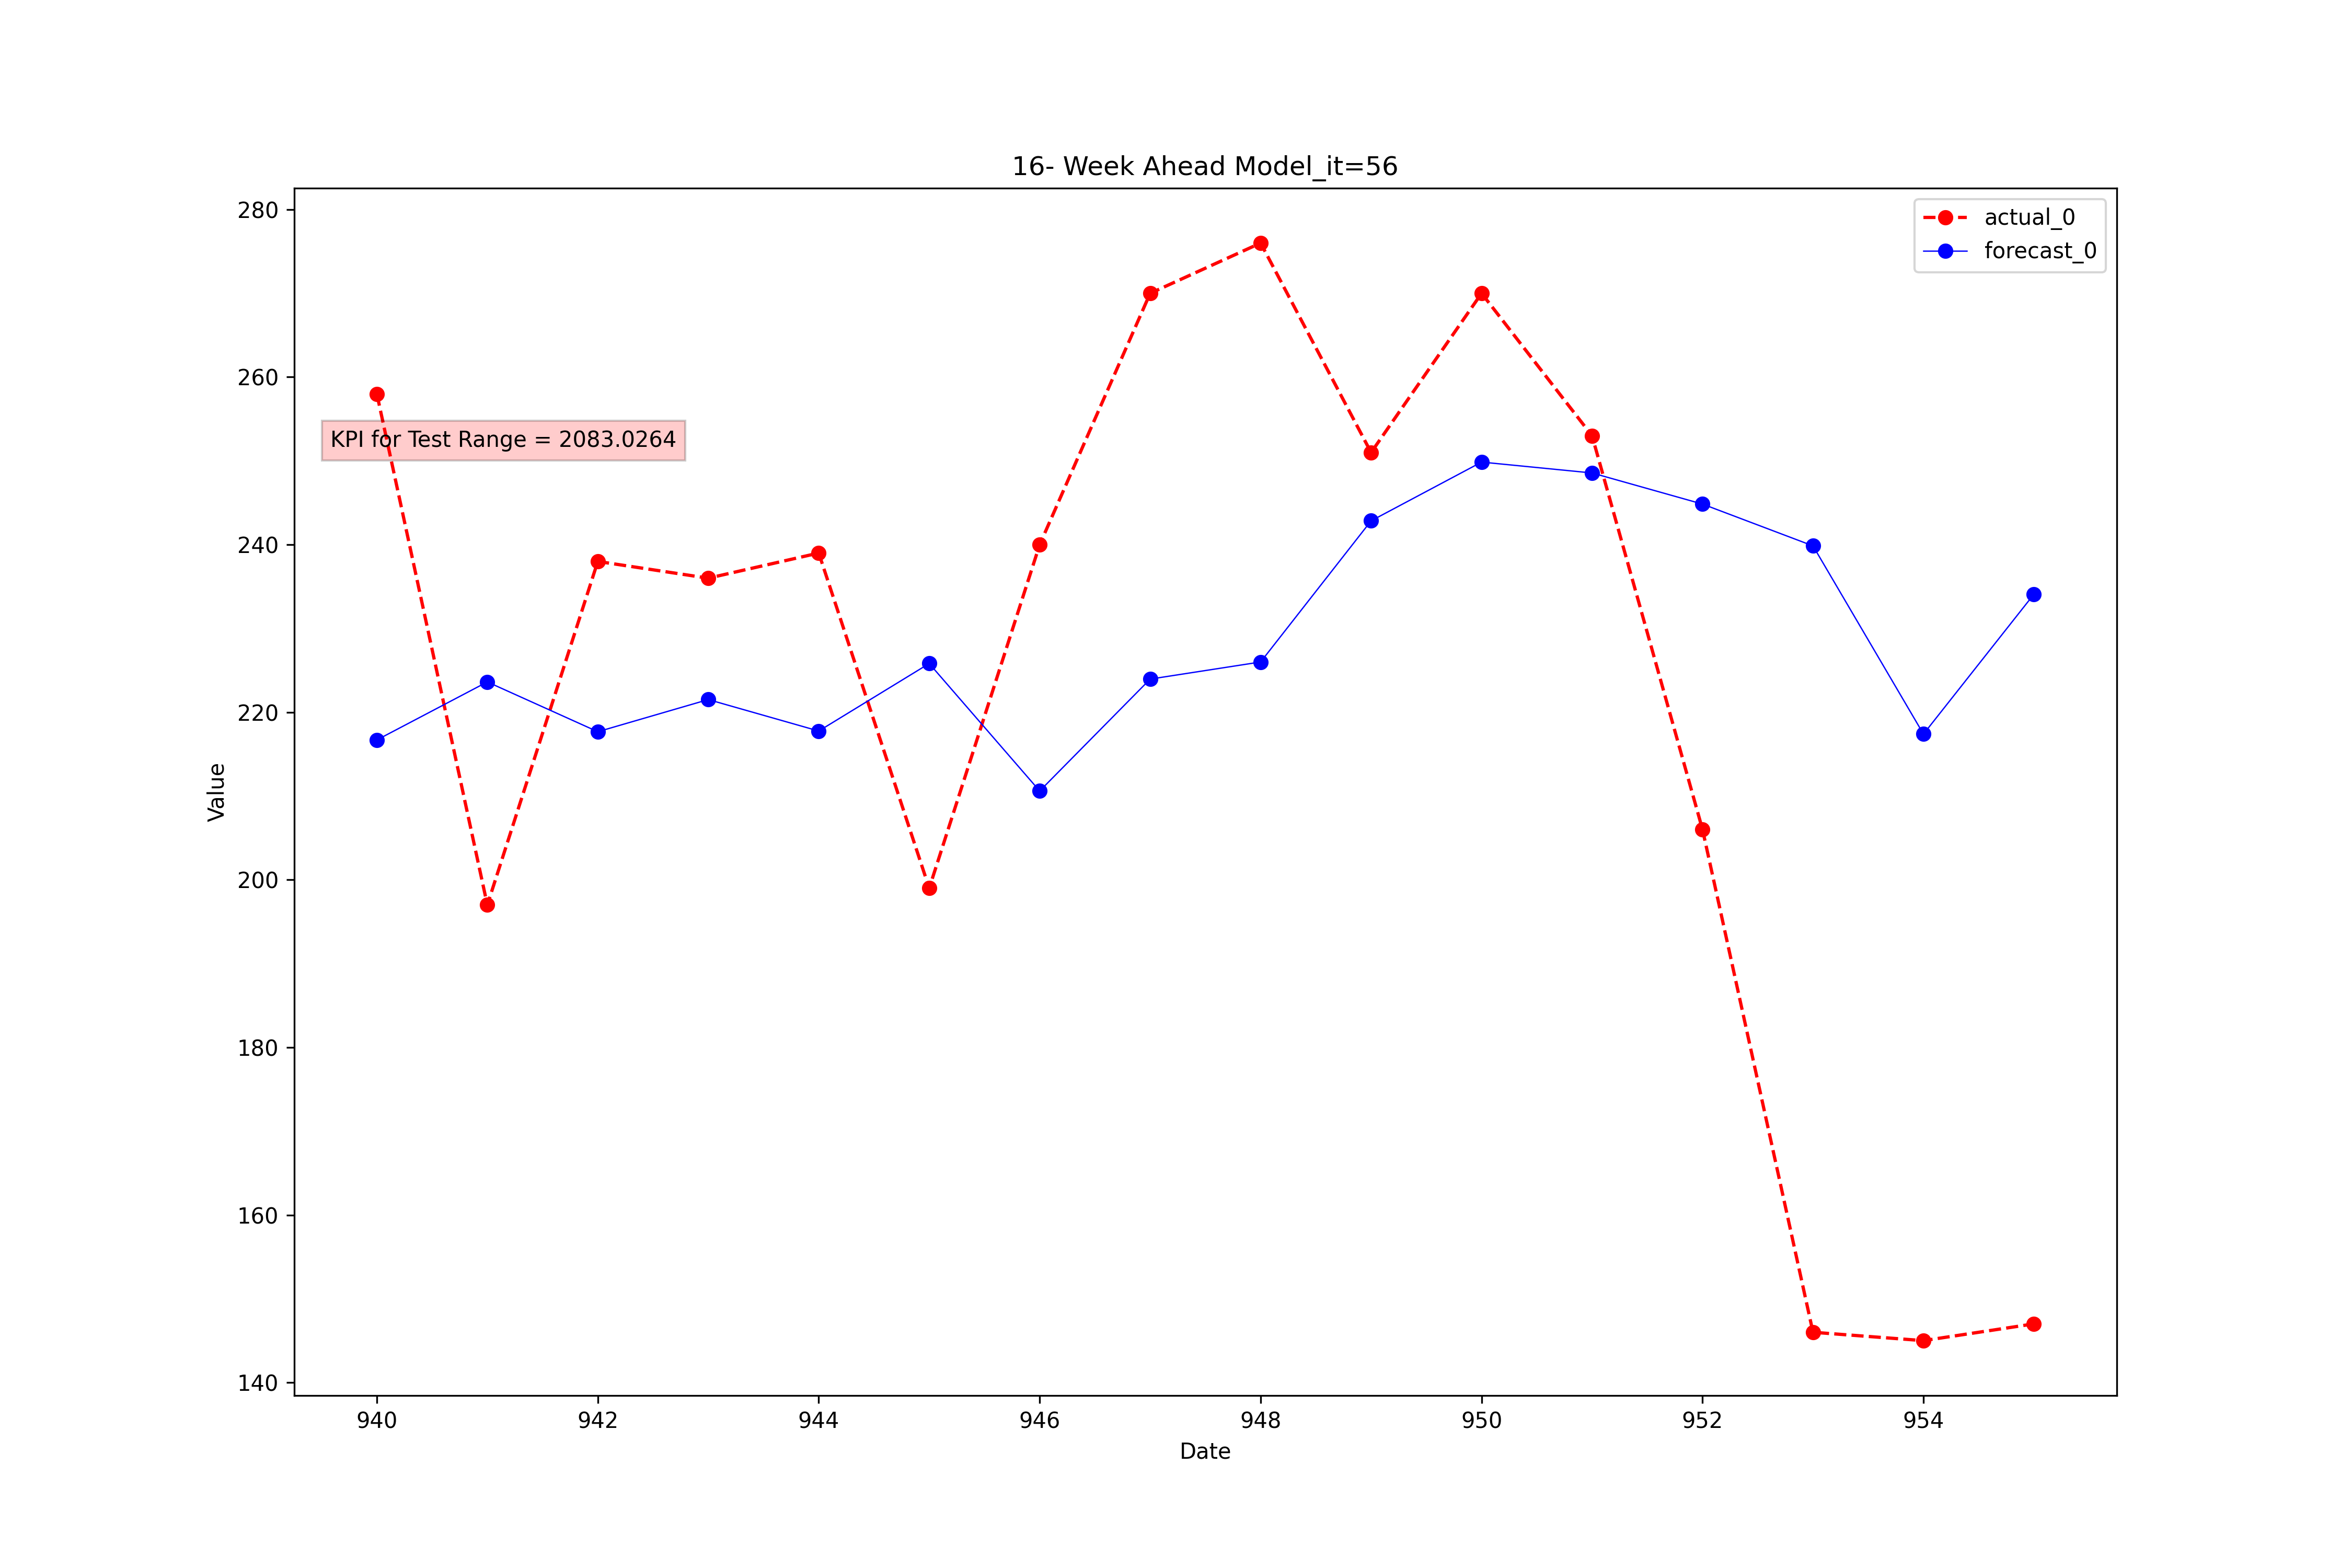 16- Week Ahead Model_it=56
280
260
240
220
200
180
160
140
Value
KPI for Test Range = 2083.0264
actual_0
forecast_0
940 942 944 946 948 950 952 954
Date